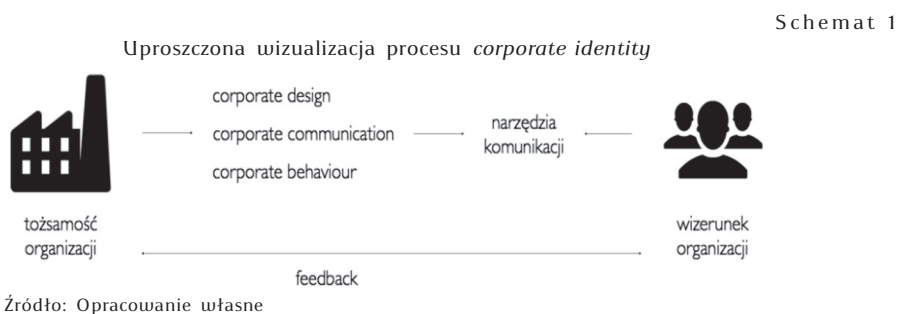 Schemat 1
Uproszczona wizualizacja procesu corporate identity
corporate design
corporate communication
corporate behaviour
narzędzia
komunikacji
tożsamość
organizacji
wizerunek
organizacji
feedback
Źródło: Opracowanie własne